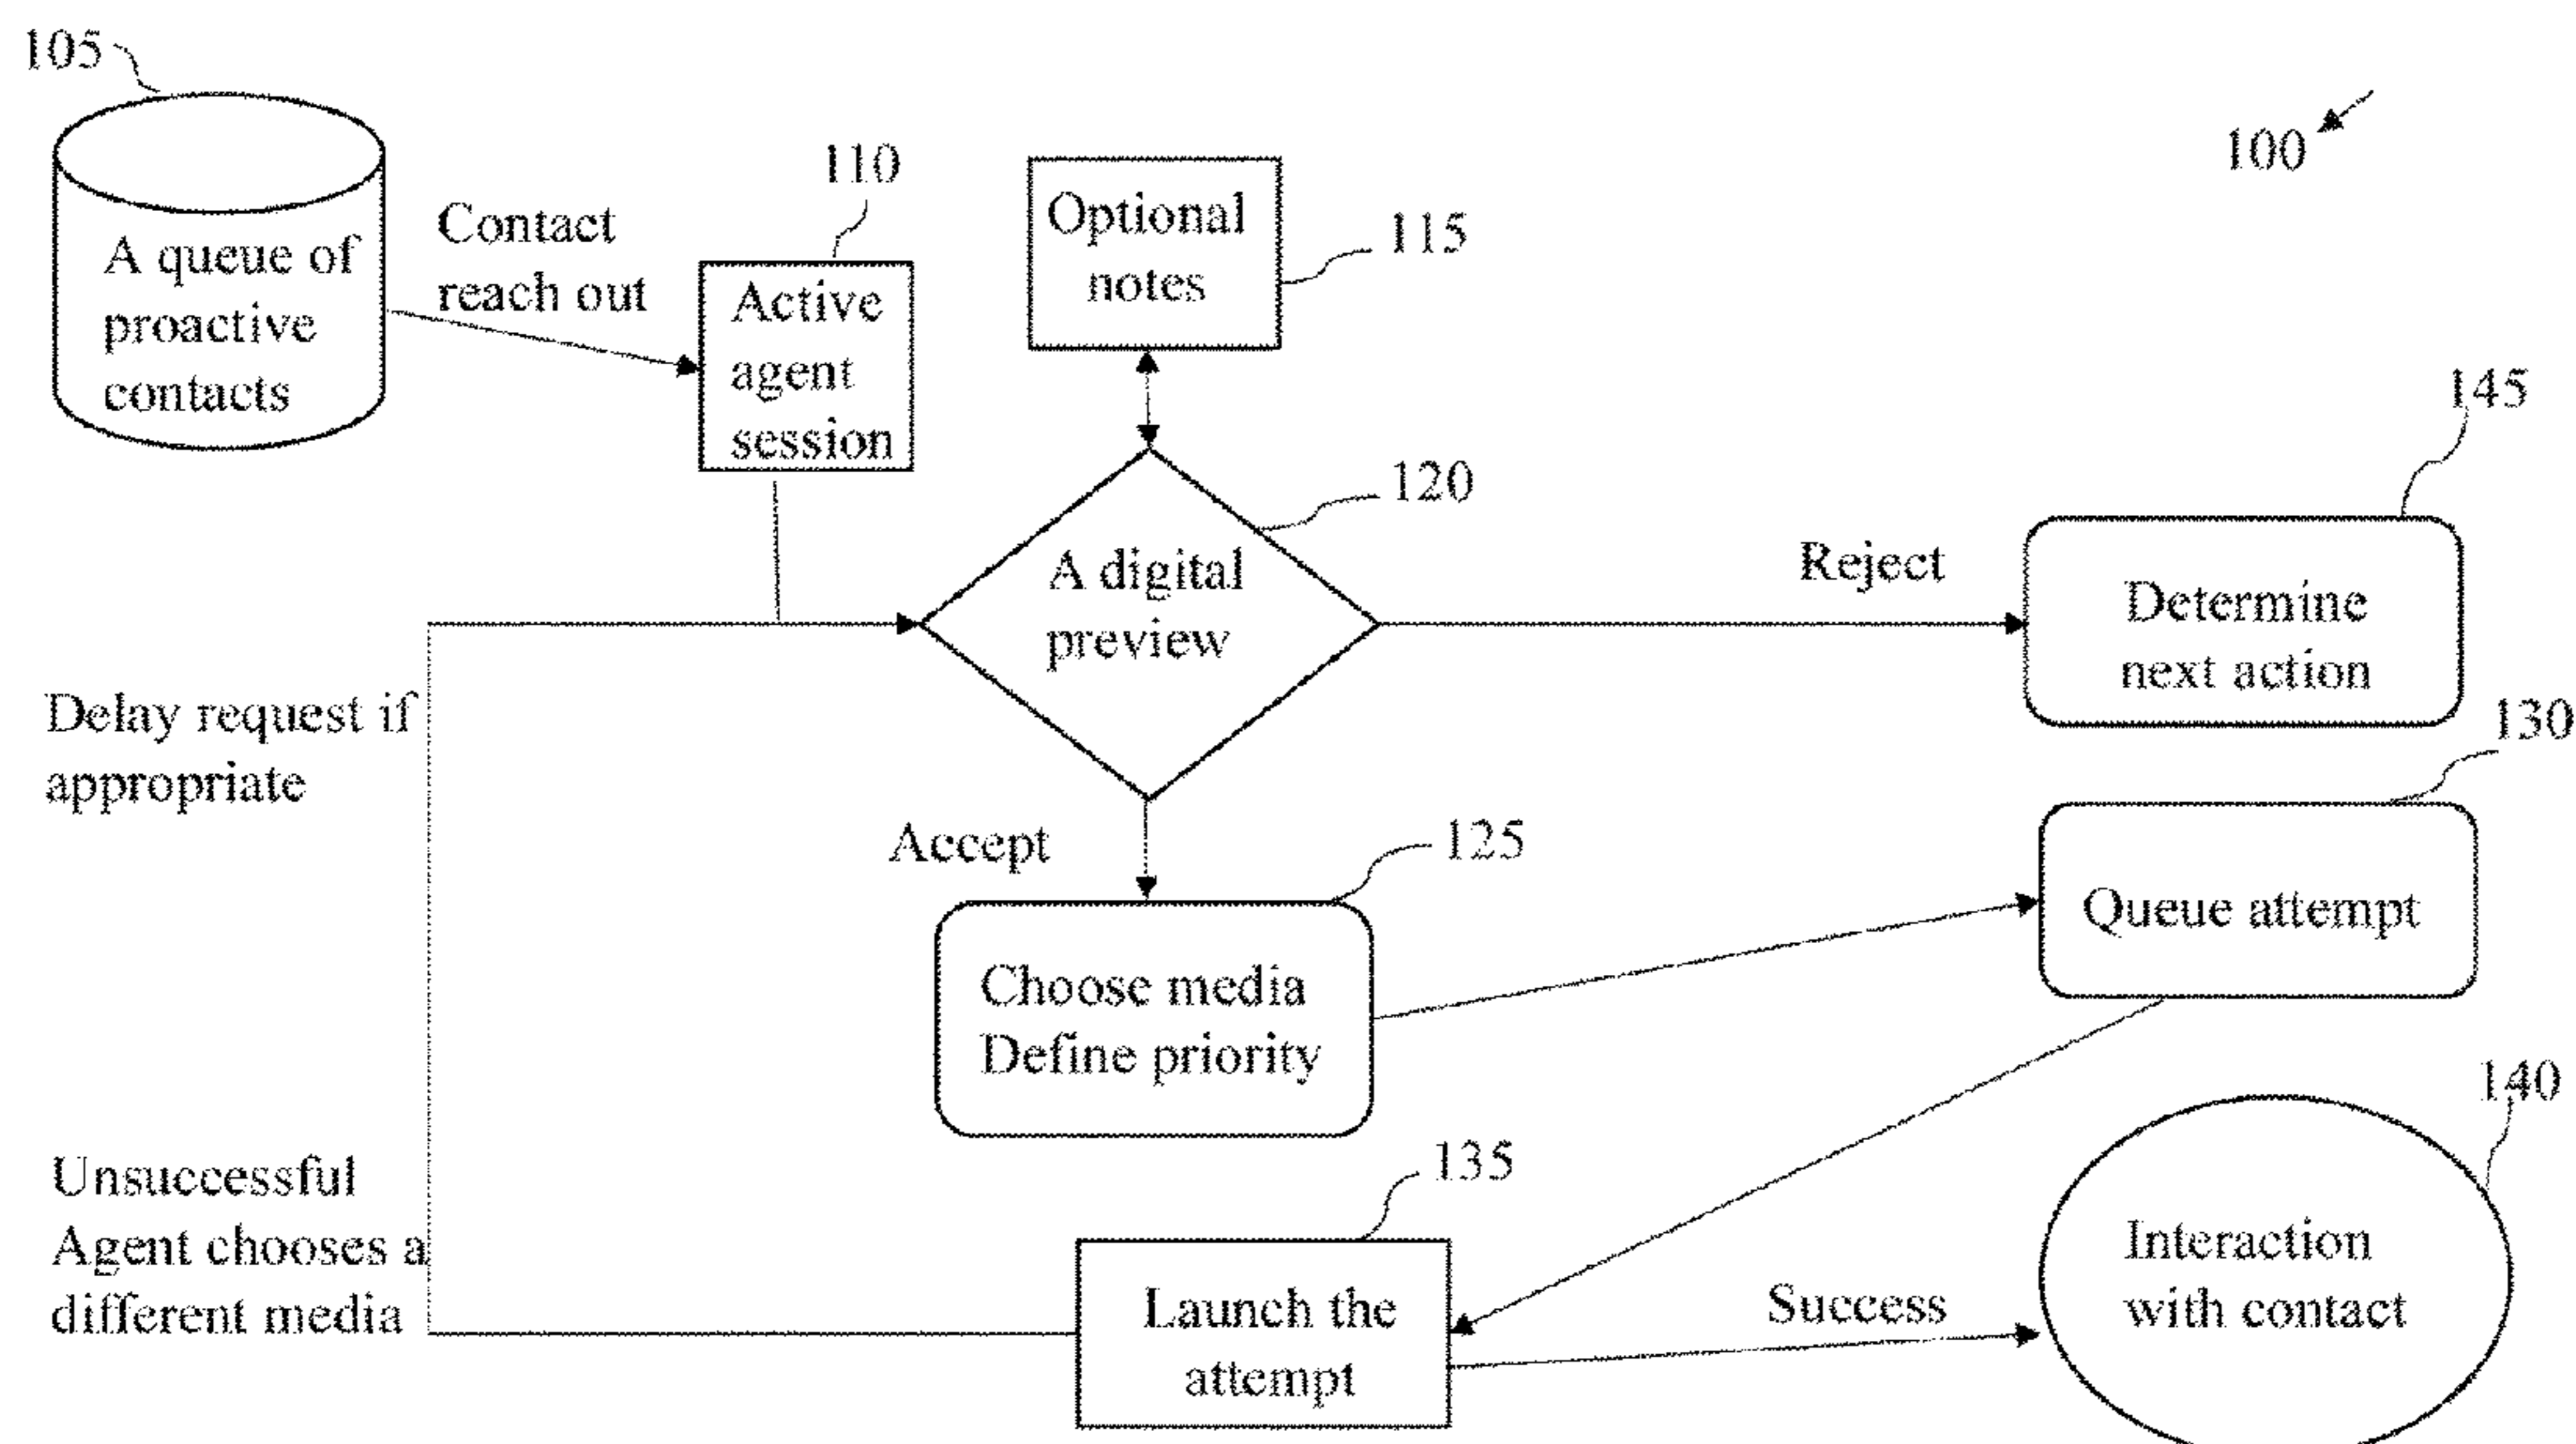 105
A queue of
proactive
contacts
Contact
reach out
110
Active
agent
session
Optional
notes
115
100
120
A digital
preview
Reject
145
Determine
next action
Delay request if
appropriate
Accept
125
Choose media
Define priority
130
Queue attempt
Unsuccessful
Agent chooses a
different media
135
Launch the
attempt
Success
140
Interaction
with contact